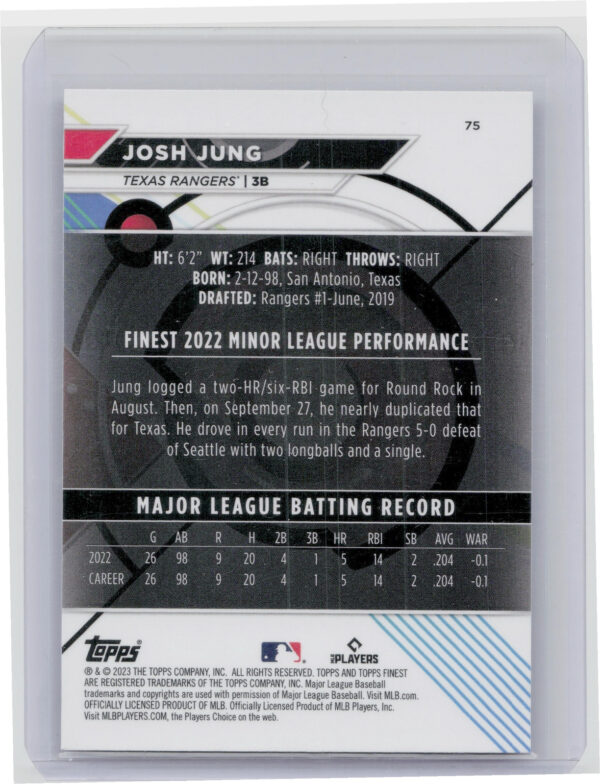 75
JOSH JUNG
TEXAS RANGERS® | 3B
HT: 6'2" WT: 214 BATS: RIGHT THROWS: RIGHT
BORN: 2-12-98, San Antonio, Texas
DRAFTED: Rangers #1-June, 2019
FINEST 2022 MINOR LEAGUE PERFORMANCE
Jung logged a two-HR/six-RBI game for Round Rock in
August. Then, on September 27, he nearly duplicated that
for Texas. He drove in every run in the Rangers 5-0 defeat
of Seattle with two longballs and a single.
MAJOR LEAGUE BATTING RECORD
G AB R H 2B 3B HR RBI SB AVG WAR
2022 26 98 9 20 4 1 5 14 2 .204 -0.1
CAREER 26 98 9 20 4 1 5 14 2 .204 -0.1
Topps®
MLB PLAYERS
® & © 2023 THE TOPPS COMPANY, INC. ALL RIGHTS RESERVED. TOPPS AND TOPPS FINEST
ARE REGISTERED TRADEMARKS OF THE TOPPS COMPANY, INC. Major League Baseball
trademarks and copyrights are used with permission of Major League Baseball. Visit MLB.com.
OFFICIALLY LICENSED PRODUCT OF MLB. Officially Licensed Product of MLB Players, Inc.
Visit MLBPLAYERS.COM, the Players Choice on the web.